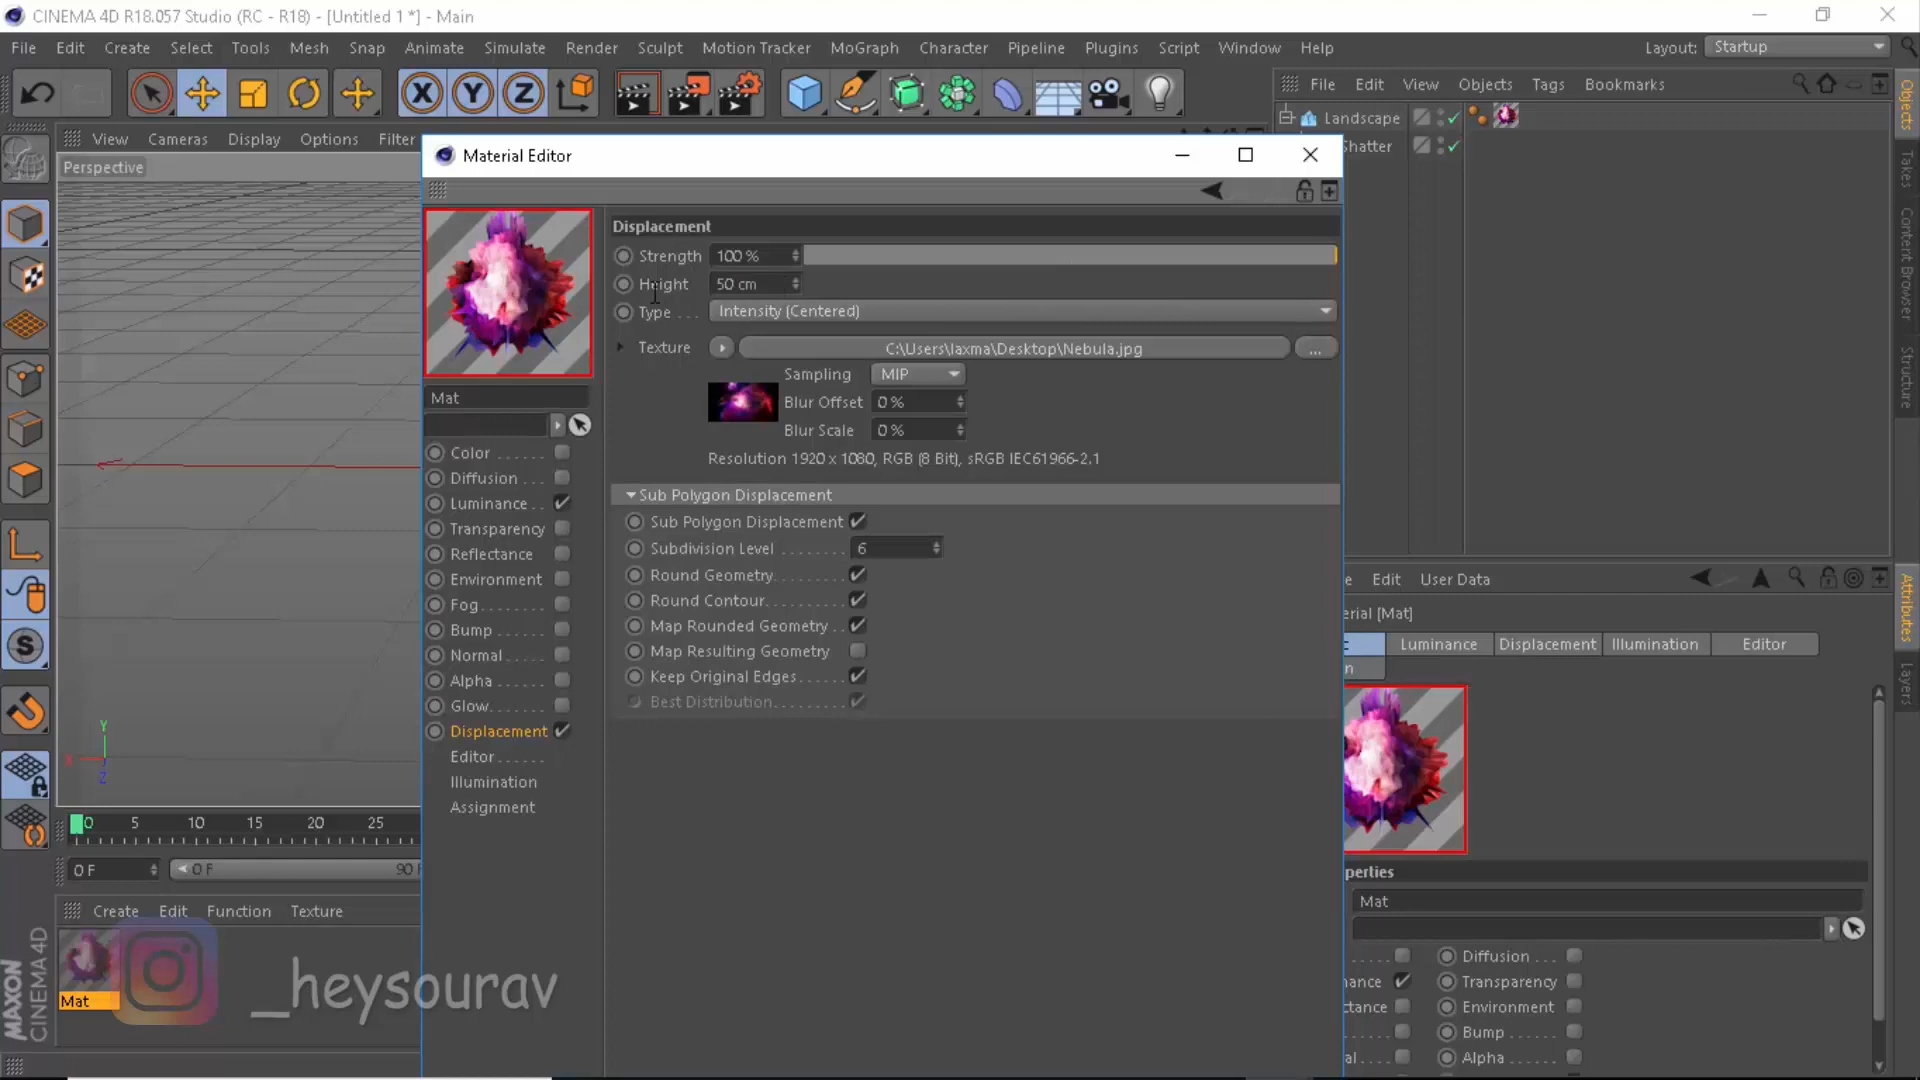 CINEMA 4D R18.057 Studio (RC - R18) - [Untitled 1 *] - Main
File Edit Create Select Tools Mesh Snap Animate Simulate Render Sculpt Motion Tracker MoGraph Character Pipeline Plugins Script Window Help Layout: Startup
File Edit View Objects Tags Bookmarks
Landscape
Shatter
View Cameras Display Options Filter
Perspective
Material Editor
Displacement
Strength 100 %
Height 50 cm
Type . . . Intensity (Centered)
Texture C:\Users\laxma\Desktop\Nebula.jpg ...
Sampling MIP
Blur Offset 0 %
Blur Scale 0 %
Resolution 1920 x 1080, RGB (8 Bit), sRGB IEC61966-2.1
Sub Polygon Displacement
Sub Polygon Displacement
Subdivision Level . . . . . . . . 6
Round Geometry. . . . . . . . .
Round Contour. . . . . . . . . .
Map Rounded Geometry . .
Map Resulting Geometry
Keep Original Edges. . . . . .
Best Distribution. . . . . . . . .
Mat
Color . . . . . .
Diffusion . . .
Luminance. .
Transparency
Reflectance
Environment
Fog. . . . . . . .
Bump . . . . . .
Normal . . . . .
Alpha . . . . . .
Glow. . . . . . .
Displacement
Editor . . . . . .
Illumination
Assignment
Y
X
Z
0 5 10 15 20 25
0 F 0 F 90 F
Create Edit Function Texture
Mat
_heysourav
MAXON
CINEMA 4D
e Edit User Data
erial [Mat]
Luminance Displacement Illumination Editor
n
perties
Mat
Diffusion . . .
nance Transparency
ctance Environment
Bump . . . . . .
al . . . . Alpha . . . . . .
Objects
Takes
Content Browser
Structure
Attributes
Layers